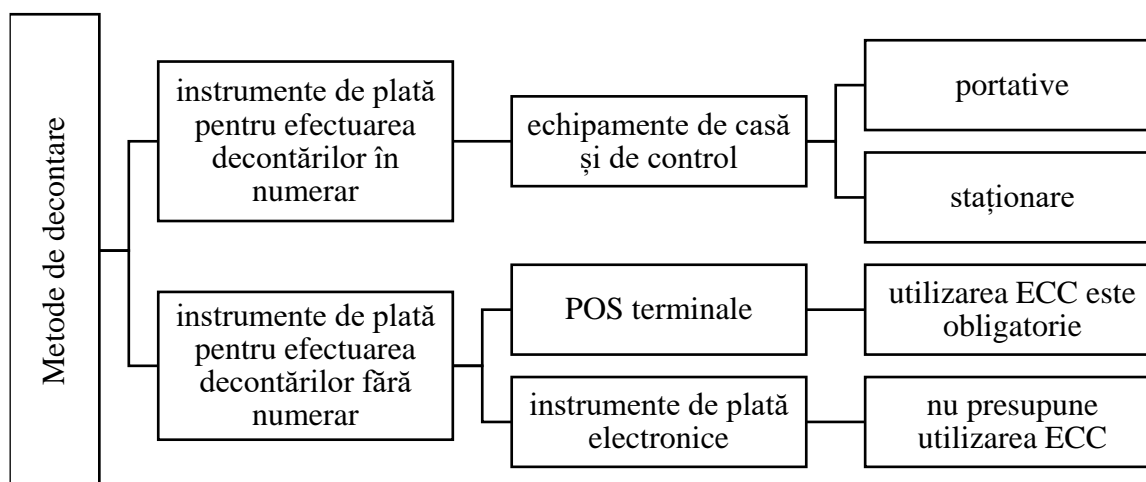 Metode de decontare
instrumente de plată
pentru efectuarea
decontărilor în
numerar
echipamente de casă
și de control
portative
staționare
instrumente de plată
pentru efectuarea
decontărilor fără
numerar
POS terminale
utilizarea ECC este
obligatorie
instrumente de plată
electronice
nu presupune
utilizarea ECC